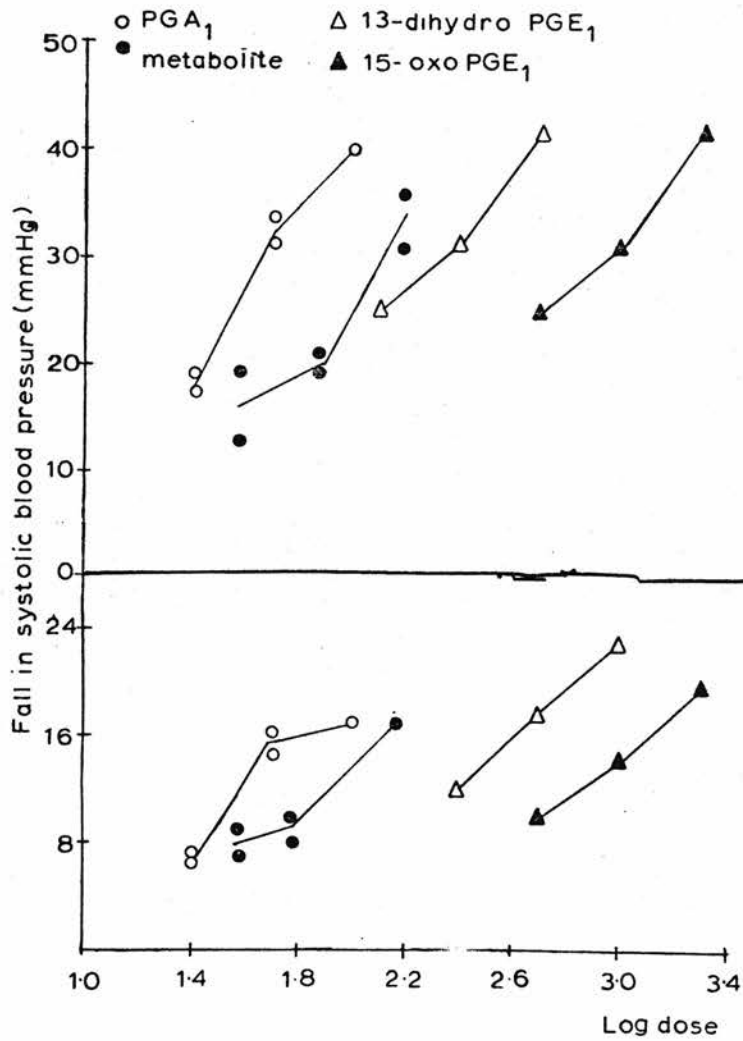 ○ PGA₁ △ 13-dihydro PGE₁
● metabolite ▲ 15-oxo PGE₁
50
40
30
20
10
0
24
16
8
Fall in systolic blood pressure (mmHg)
1·0 1·4 1·8 2·2 2·6 3·0 3·4
Log dose